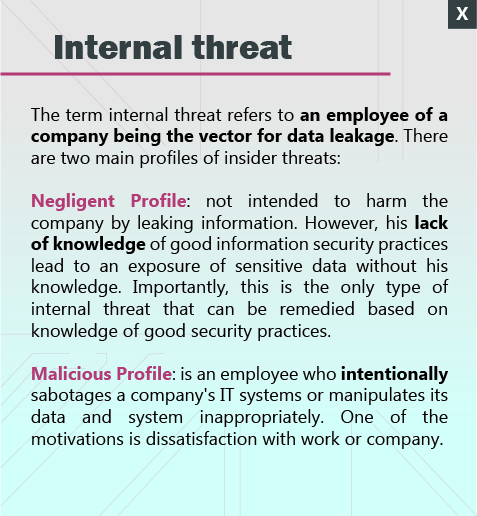 X
Internal threat
The term internal threat refers to an employee of a
company being the vector for data leakage. There
are two main profiles of insider threats:
Negligent Profile: not intended to harm the
company by leaking information. However, his lack
of knowledge of good information security practices
lead to an exposure of sensitive data without his
knowledge. Importantly, this is the only type of
internal threat that can be remedied based on
knowledge of good security practices.
Malicious Profile: is an employee who intentionally
sabotages a company's IT systems or manipulates its
data and system inappropriately. One of the
motivations is dissatisfaction with work or company.